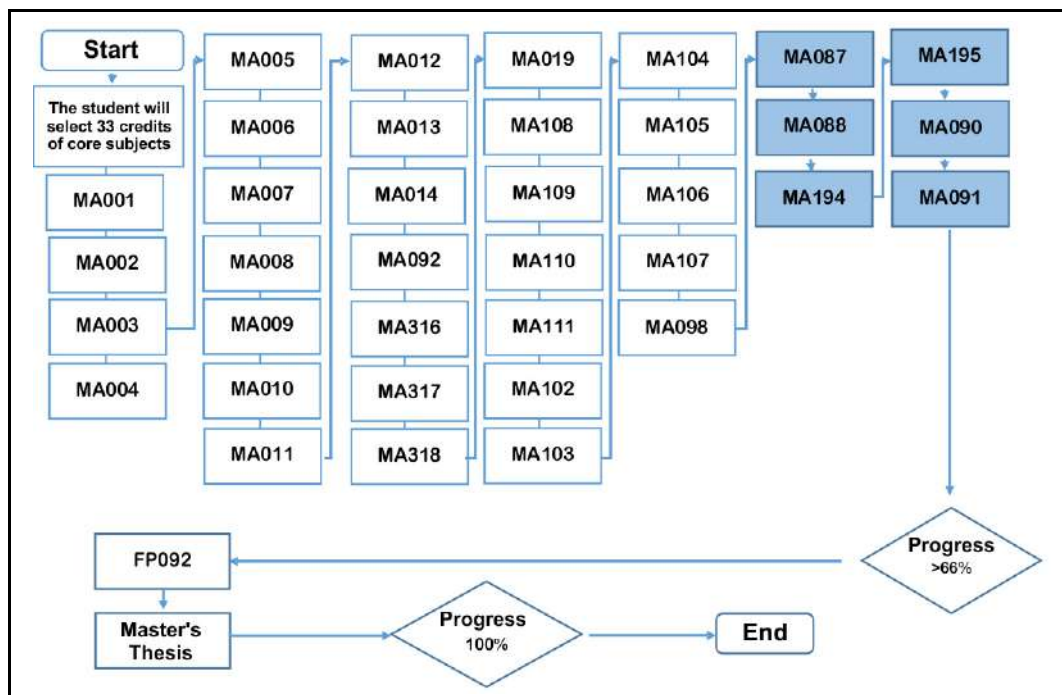 Start
The student will
select 33 credits
of core subjects
MA001
MA002
MA003
MA004
MA005
MA006
MA007
MA008
MA009
MA010
MA011
MA012
MA013
MA014
MA092
MA316
MA317
MA318
MA019
MA108
MA109
MA110
MA111
MA102
MA103
MA104
MA105
MA106
MA107
MA098
MA087
MA088
MA194
MA195
MA090
MA091
Progress
>66%
FP092
Master's
Thesis
Progress
100%
End